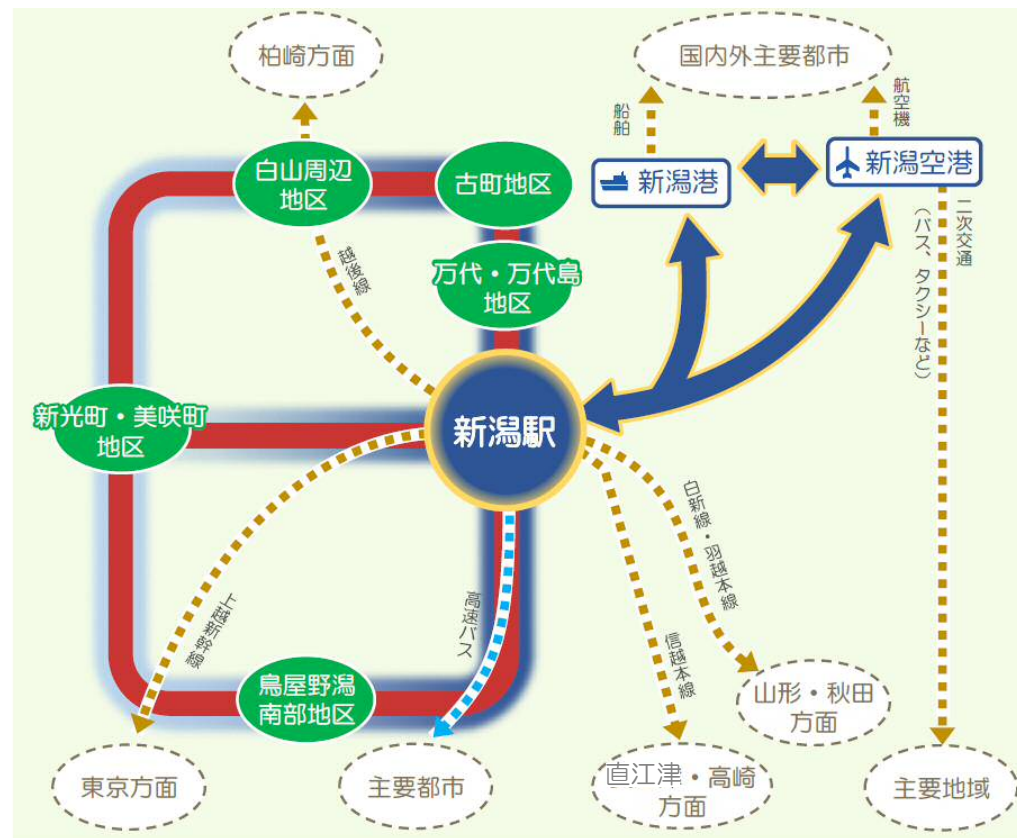 柏崎方面
国内外主要都市
船舶
航空機
白山周辺
地区
古町地区
新潟港
新潟空港
二次交通
（バス、タクシーなど）
越後線
万代・万代島
地区
新光町・美咲町
地区
新潟駅
白新線・羽越本線
上越新幹線
高速バス
信越本線
鳥屋野潟
南部地区
山形・秋田
方面
東京方面
主要都市
直江津・高崎
方面
主要地域